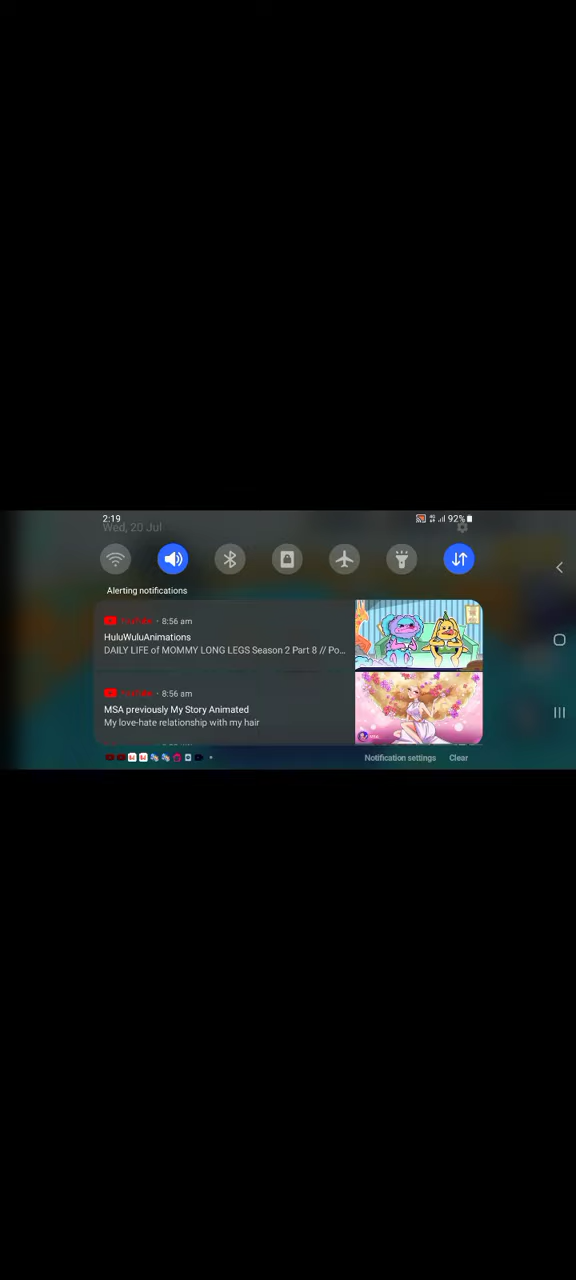 2:19
92%
Wed, 20 Jul
Alerting notifications
YouTube • 8:56 am
HuluWuluAnimations
DAILY LIFE of MOMMY LONG LEGS Season 2 Part 8 // Po...
YouTube • 8:56 am
MSA previously My Story Animated
My love-hate relationship with my hair
Notification settings
Clear